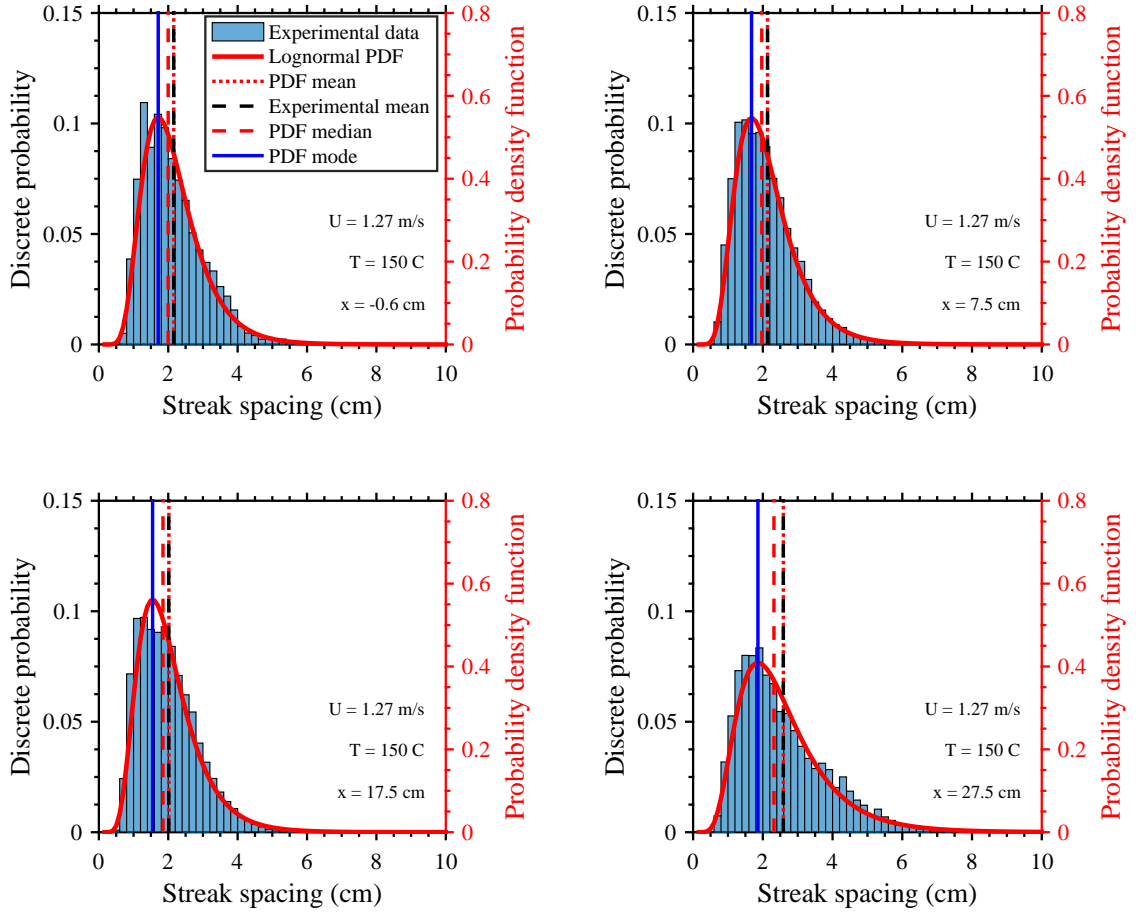 0.15
0.1
0.05
0
Discrete probability
0 2 4 6 8 10
Streak spacing (cm)
0.8
0.6
0.4
0.2
0
Probability density function
Experimental data
Lognormal PDF
PDF mean
Experimental mean
PDF median
PDF mode
U = 1.27 m/s
T = 150 C
x = -0.6 cm
0.15
0.1
0.05
0
Discrete probability
0 2 4 6 8 10
Streak spacing (cm)
0.8
0.6
0.4
0.2
0
Probability density function
U = 1.27 m/s
T = 150 C
x = 7.5 cm
0.15
0.1
0.05
0
Discrete probability
0 2 4 6 8 10
Streak spacing (cm)
0.8
0.6
0.4
0.2
0
Probability density function
U = 1.27 m/s
T = 150 C
x = 17.5 cm
0.15
0.1
0.05
0
Discrete probability
0 2 4 6 8 10
Streak spacing (cm)
0.8
0.6
0.4
0.2
0
Probability density function
U = 1.27 m/s
T = 150 C
x = 27.5 cm